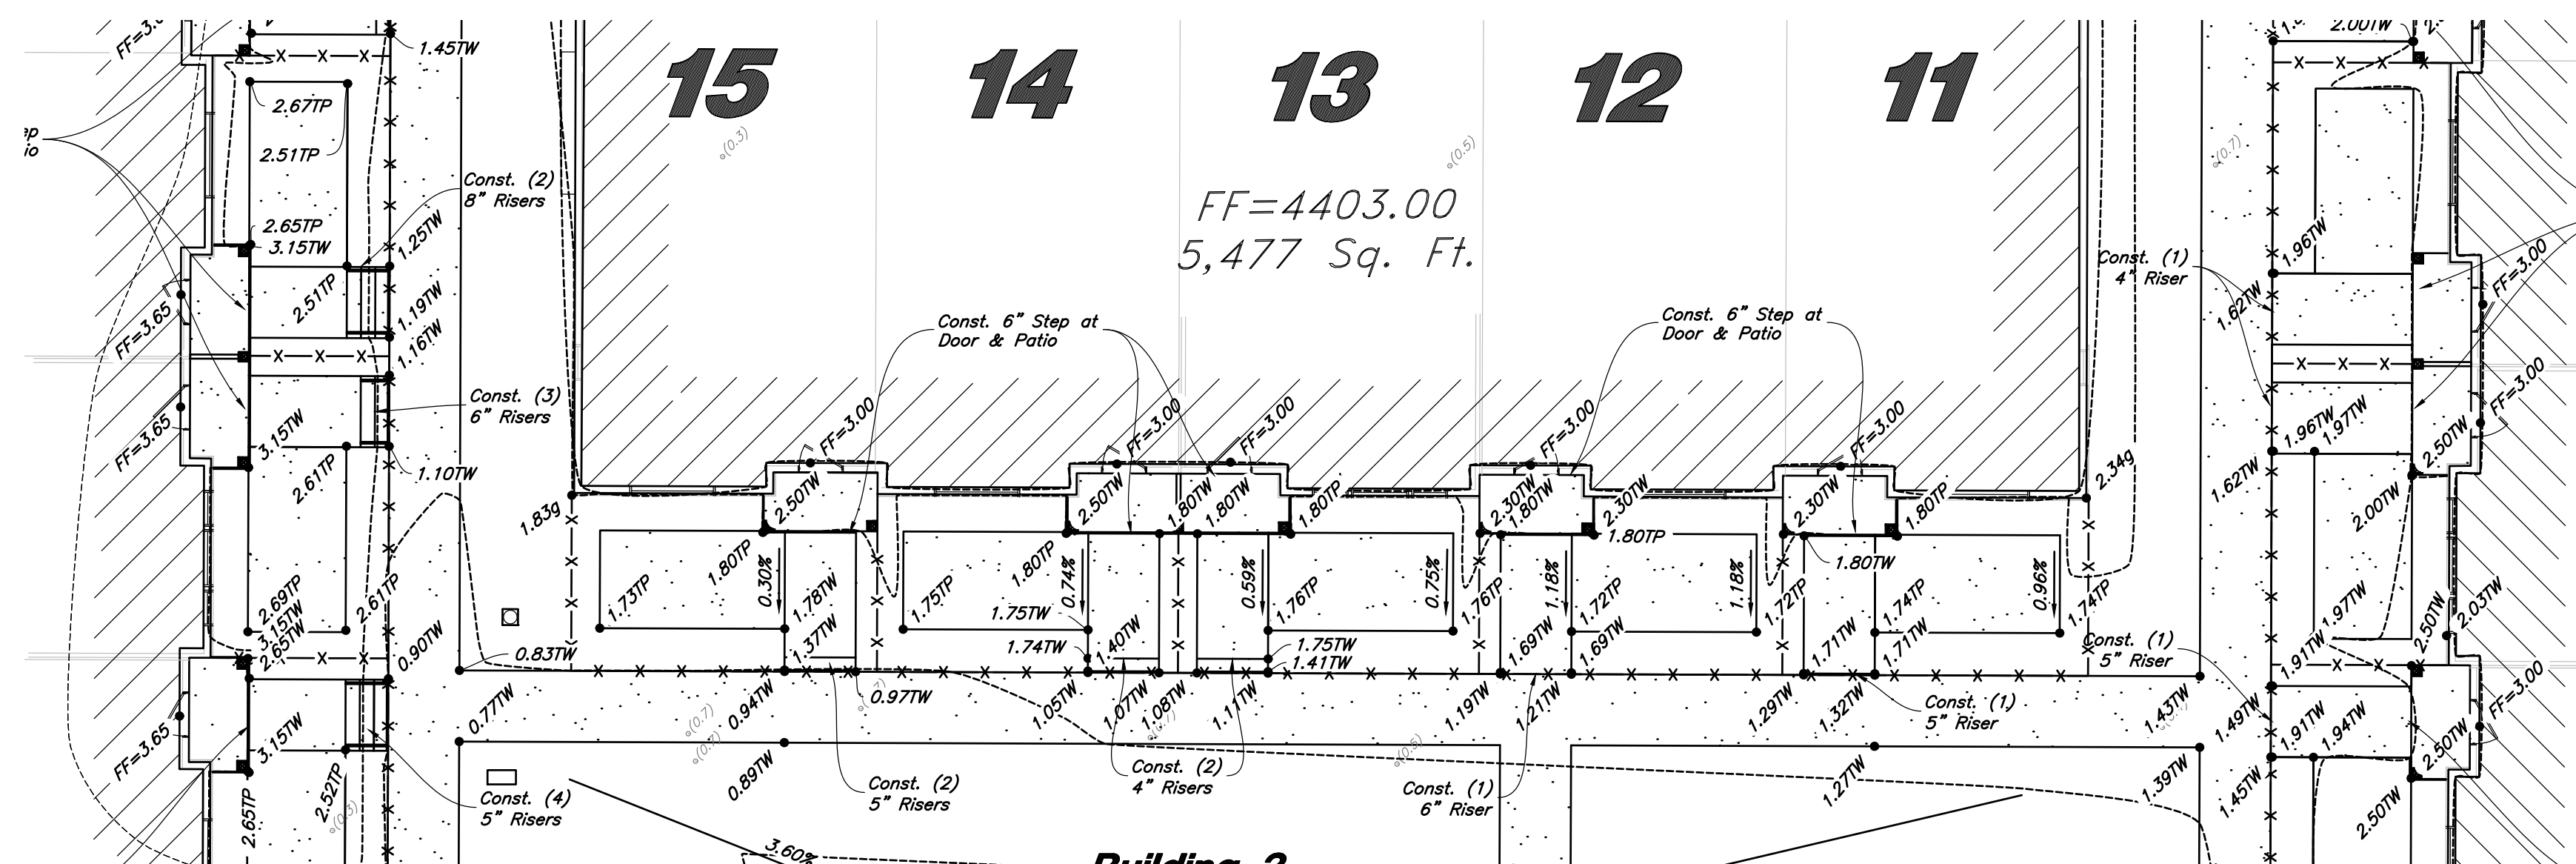 FF=3.0
2.00TW
1.45TW
15
14
13
12
11
2.67TP
(0.3)
(0.5)
(0.7)
2.51TP
Const. (2)
8" Risers
FF=4403.00
5,477 Sq. Ft.
2.65TP
3.15TW
1.25TW
1.96TW
Const. (1)
4" Riser
FF=3.00
2.51TP
1.19TW
1.62TW
FF=3.65
1.16TW
Const. 6" Step at
Door & Patio
Const. 6" Step at
Door & Patio
FF=3.00
Const. (3)
6" Risers
FF=3.65
3.15TW
FF=3.00
FF=3.00
FF=3.00
FF=3.00
FF=3.00
1.96TW
1.97TW
2.50TW
2.61TP
1.10TW
1.62TW
2.34g
1.83g
2.50TW
2.50TW
1.80TW
1.80TW
1.80TP
2.30TW
1.80TW
2.30TW
2.30TW
1.80TP
2.00TW
1.80TP
1.80TW
2.69TP
3.15TW
2.65TW
2.61TP
1.73TP
1.80TP
0.30%
1.78TW
1.75TP
1.80TP
0.74%
0.59%
1.76TP
0.75%
1.76TP
1.18%
1.72TP
1.18%
1.72TP
1.74TP
0.96%
1.74TP
1.97TW
2.50TW
2.03TW
1.75TW
0.90TW
0.83TW
1.37TW
1.74TW
1.40TW
1.75TW
1.41TW
1.69TW
1.69TW
1.71TW
1.71TW
Const. (1)
5" Riser
1.91TW
FF=3.65
3.15TW
0.77TW
0.94TW
0.97TW
1.05TW
1.07TW
1.08TW
1.11TW
1.19TW
1.21TW
1.29TW
1.32TW
Const. (1)
5" Riser
1.43TW
1.49TW
1.91TW
1.94TW
2.50TW
FF=3.00
(0.7)
(0.7)
(0.5)
0.89TW
Const. (2)
5" Risers
Const. (2)
4" Risers
Const. (1)
6" Riser
1.27TW
1.39TW
1.45TW
2.50TW
2.65TP
2.52TP
(0.3)
Const. (4)
5" Risers
3.60%